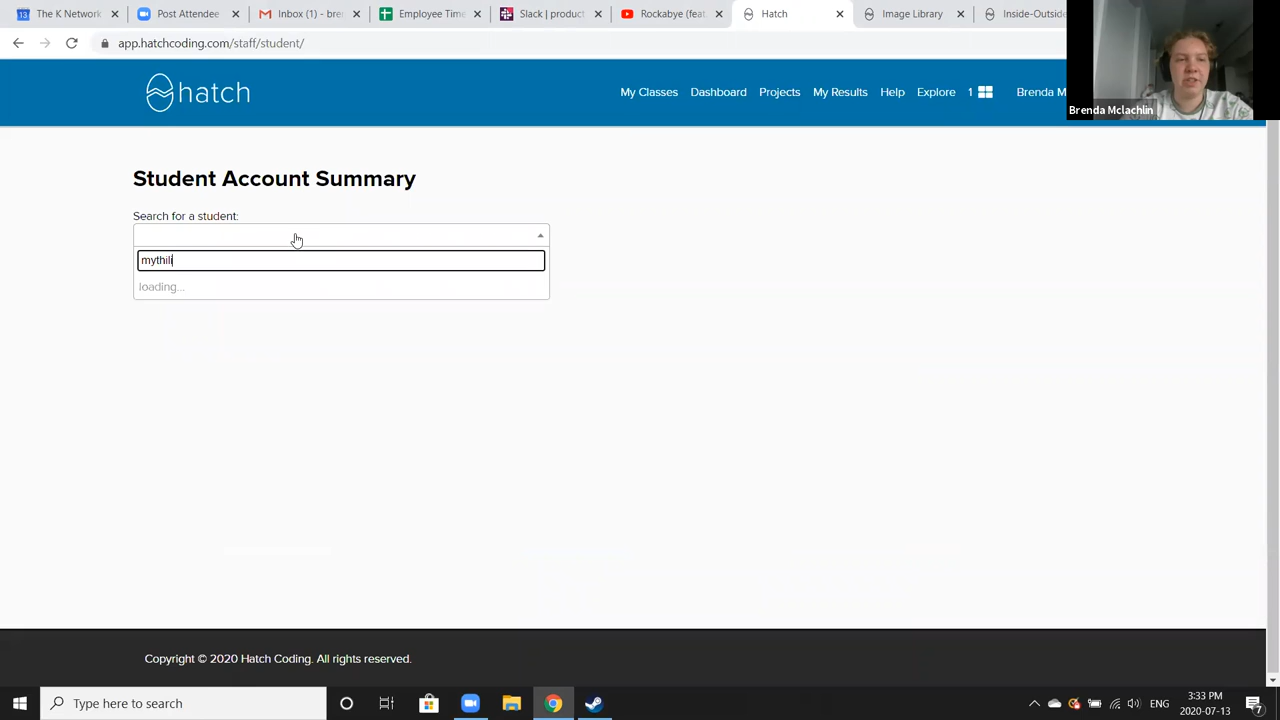 The K Network
Post Attendee
Inbox (1) - bre
Employee Time
Slack | product
Rockabye (feat.
Hatch
Image Library
Inside-Outside
app.hatchcoding.com/staff/student/
hatch
My Classes
Dashboard
Projects
My Results
Help
Explore
1
Brenda M
Brenda Mclachlin
Student Account Summary
Search for a student:
mythili
loading...
Copyright © 2020 Hatch Coding. All rights reserved.
Type here to search
ENG
3:33 PM
2020-07-13
7